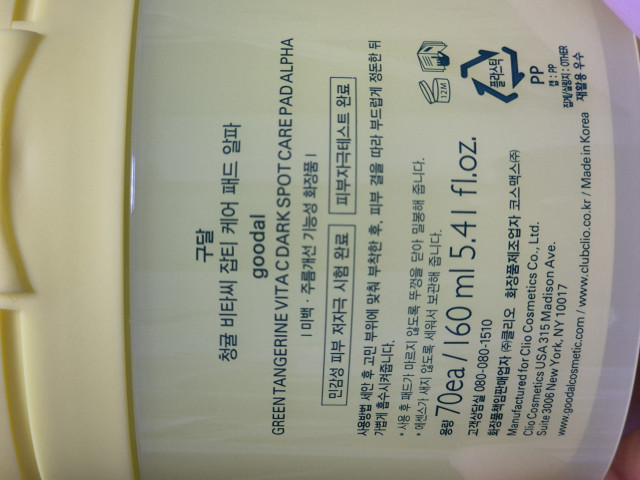 구달
청귤 비타씨 잡티 케어 패드 알파
goodal
GREEN TANGERINE VITA C DARK SPOT CARE PAD ALPHA
| 미백 · 주름개선 기능성 화장품 |
민감성 피부 저자극 시험 완료 피부자극테스트 완료
사용방법 세안 후 고민 부위에 맞춰 부착한 후, 피부 결을 따라 부드럽게 정돈한 뒤
가볍게 흡수시켜줍니다.
* 사용 후 패드가 마르지 않도록 뚜껑을 닫아 밀봉해 줍니다.
* 에센스가 새지 않도록 세워서 보관해 줍니다.
용량 70ea / 160 ml 5.41 fl.oz.
고객상담실 080-080-1510
화장품책임판매업자 ㈜클리오 화장품제조업자 코스맥스㈜
Manufactured for Clio Cosmetics Co., Ltd.
Clio Cosmetics USA 315 Madison Ave.
Suite 3006 New York, NY 10017
www.goodalcosmetic.com / www.clubclio.co.kr / Made in Korea
12M
플라스틱
PP
캡 : PP
집게/실링지 : OTHER
재활용 우수